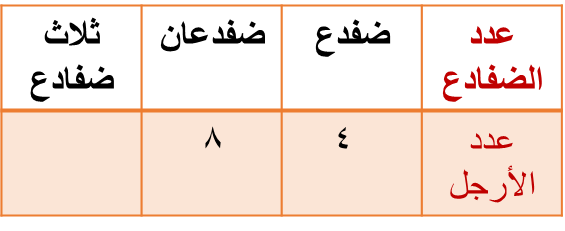 عدد الضفادع
ضفدع
ضفدعان
ثلاث ضفادع
عدد الأرجل
٤
٨